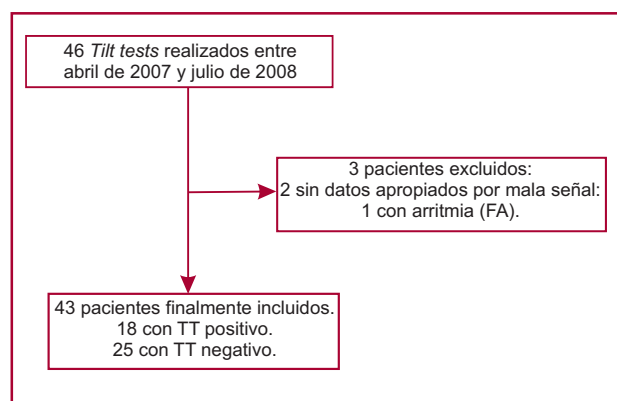 46 Tilt tests realizados entre
abril de 2007 y julio de 2008
3 pacientes excluidos:
2 sin datos apropiados por mala señal:
1 con arritmia (FA).
43 pacientes finalmente incluidos.
18 con TT positivo.
25 con TT negativo.